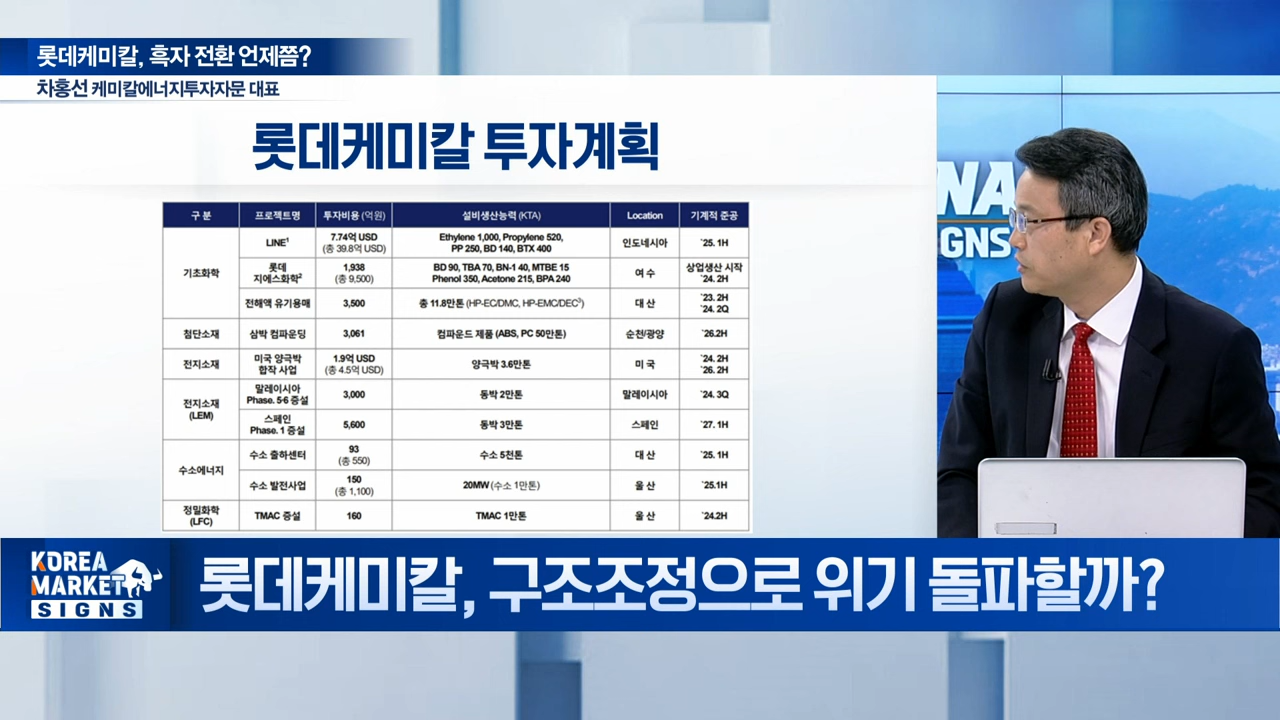 롯데케미칼, 흑자 전환 언제쯤?
차홍선 케미칼에너지투자자문 대표
롯데케미칼 투자계획
구 분 프로젝트명 투자비용 (억원) 설비생산능력 (KTA) Location 기계적 준공
기초화학
LINE¹
7.74억 USD
(총 39.8억 USD)
Ethylene 1,000, Propylene 520,
PP 250, BD 140, BTX 400
인도네시아
`25. 1H
롯데
지에스화학²
1,938
(총 9,500)
BD 90, TBA 70, BN-1 40, MTBE 15
Phenol 350, Acetone 215, BPA 240
여 수
상업생산 시작
`24. 2H
전해액 유기용매
3,500
총 11.8만톤 (HP-EC/DMC, HP-EMC/DEC³)
대 산
`23. 2H
`24. 2Q
첨단소재
삼박 컴파운딩
3,061
컴파운드 제품 (ABS, PC 50만톤)
순천/광양
`26.2H
전지소재
미국 양극박
합작 사업
1.9억 USD
(총 4.5억 USD)
양극박 3.6만톤
미 국
`24. 2H
`26. 2H
전지소재
(LEM)
말레이시아
Phase. 5·6 증설
3,000
동박 2만톤
말레이시아
`24. 3Q
스페인
Phase. 1 증설
5,600
동박 3만톤
스페인
`27. 1H
수소에너지
수소 출하센터
93
(총 550)
수소 5천톤
대 산
`25. 1H
수소 발전사업
150
(총 1,100)
20MW (수소 1만톤)
울 산
`25.1H
정밀화학
(LFC)
TMAC 증설
160
TMAC 1만톤
울 산
`24.2H
NA
GNS
KOREA
MARKET
SIGNS
롯데케미칼, 구조조정으로 위기 돌파할까?